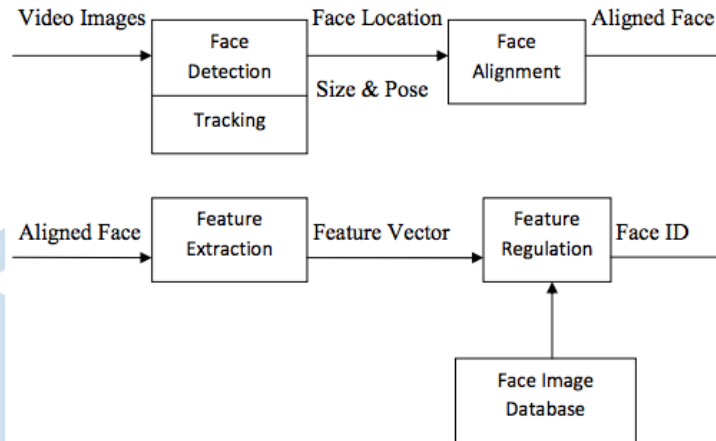 Video Images
Face
Detection
Tracking
Face Location
Size & Pose
Face
Alignment
Aligned Face
Aligned Face
Feature
Extraction
Feature Vector
Feature
Regulation
Face ID
Face Image
Database